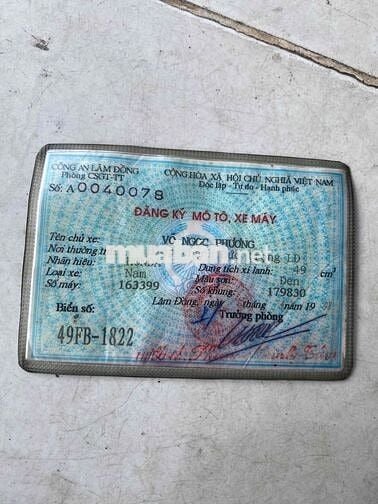 CÔNG AN LÂM ĐỒNG
Phòng CSGT-TT
CỘNG HÒA XÃ HỘI CHỦ NGHĨA VIỆT NAM
Độc lập - Tự do - Hạnh phúc
Số: A0040078
ĐĂNG KÝ MÔ TÔ, XE MÁY
Tên chủ xe: VÕ NGỌC PHƯƠNG
Nơi thường LĐ
Nhãn hiệu: Dung tích xi lanh: 49 cm³
Loại xe: Nam Màu sơn: Đen
Số máy: 163399 Số khung: 179830
Lâm Đồng, ngày tháng năm
Biển số: Trưởng phòng
49FB-1822
muaban.net